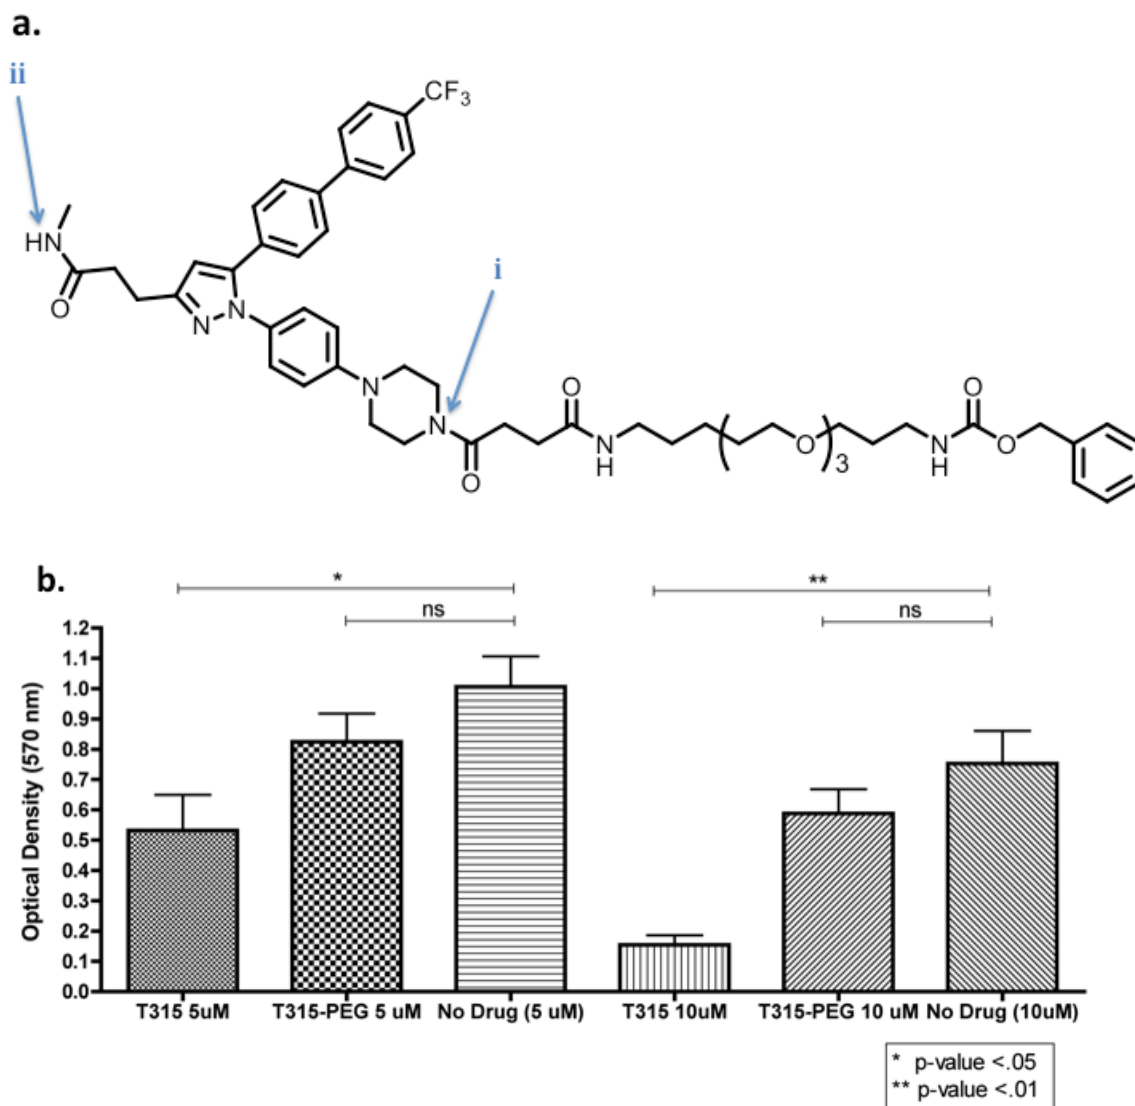 a.
ii
CF3
HN
i
O
N
N
N
O
O
N
O
N
N
O
H
3
H
O
b.
*
**
ns
ns
1.2
1.1
1.0
0.9
0.8
0.7
0.6
0.5
0.4
0.3
0.2
0.1
0.0
Optical Density (570 nm)
T315 5uM
T315-PEG 5 uM
No Drug (5 uM)
T315 10uM
T315-PEG 10 uM
No Drug (10uM)
* p-value <.05
** p-value <.01